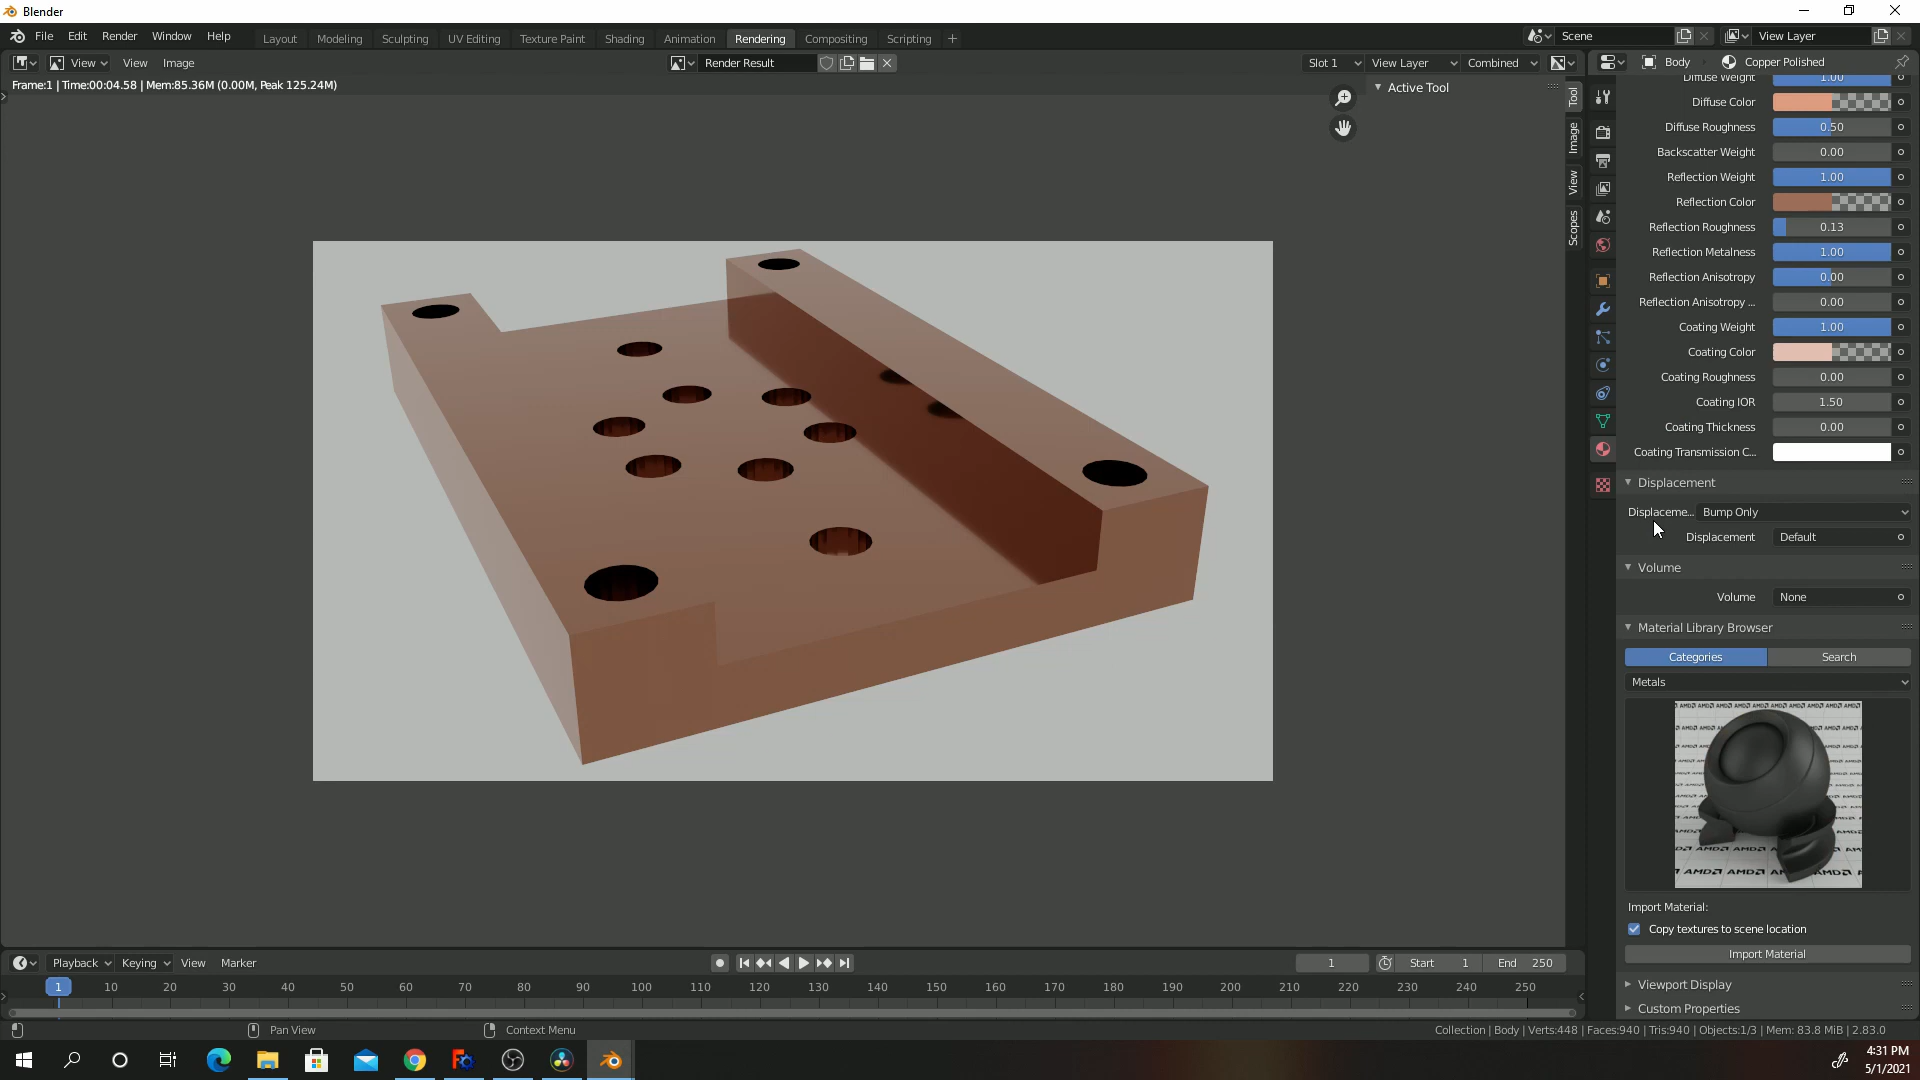 Blender
File Edit Render Window Help
Layout Modeling Sculpting UV Editing Texture Paint Shading Animation Rendering Compositing Scripting +
Scene
View Layer
View View Image
Render Result
Slot 1 View Layer Combined
Body Copper Polished
Frame:1 | Time:00:04.58 | Mem:85.36M (0.00M, Peak 125.24M)
Active Tool
Tool
Image
View
Scopes
Diffuse Weight 1.00
Diffuse Color
Diffuse Roughness 0.50
Backscatter Weight 0.00
Reflection Weight 1.00
Reflection Color
Reflection Roughness 0.13
Reflection Metalness 1.00
Reflection Anisotropy 0.00
Reflection Anisotropy ... 0.00
Coating Weight 1.00
Coating Color
Coating Roughness 0.00
Coating IOR 1.50
Coating Thickness 0.00
Coating Transmission C...
Displacement
Displaceme... Bump Only
Displacement Default
Volume
Volume None
Material Library Browser
Categories Search
Metals
Import Material:
Copy textures to scene location
Import Material
Viewport Display
Custom Properties
Playback Keying View Marker
1 Start 1 End 250
1 10 20 30 40 50 60 70 80 90 100 110 120 130 140 150 160 170 180 190 200 210 220 230 240 250
Pan View Context Menu
Collection | Body | Verts:448 | Faces:940 | Tris:940 | Objects:1/3 | Mem: 83.8 MiB | 2.83.0
4:31 PM
5/1/2021